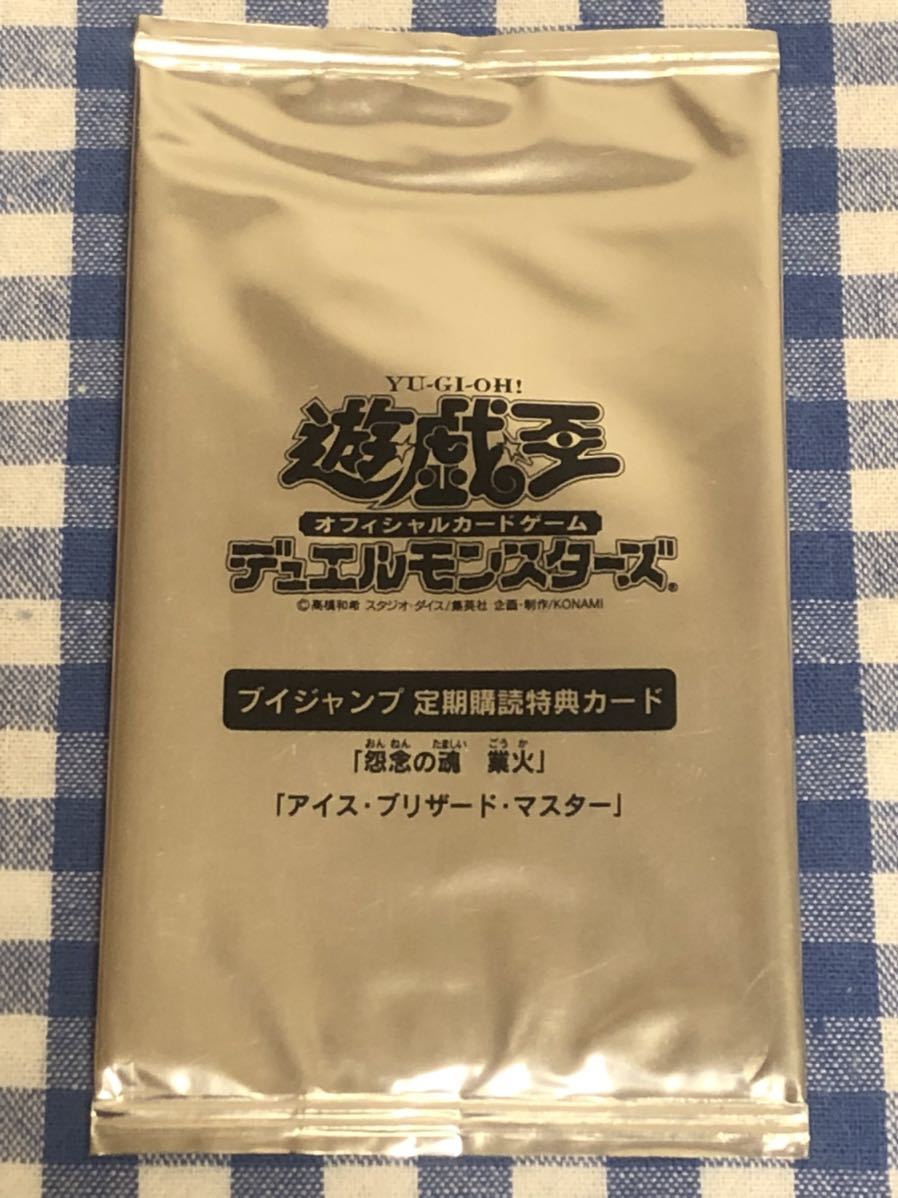 YU-GI-OH!
遊戯王
オフィシャルカードゲーム
デュエルモンスターズ®
©高橋和希 スタジオ・ダイス/集英社 企画・制作/KONAMI
ブイジャンプ 定期購読特典カード
おんねん たましい ごうか
「怨念の魂 業火」
「アイス・ブリザード・マスター」